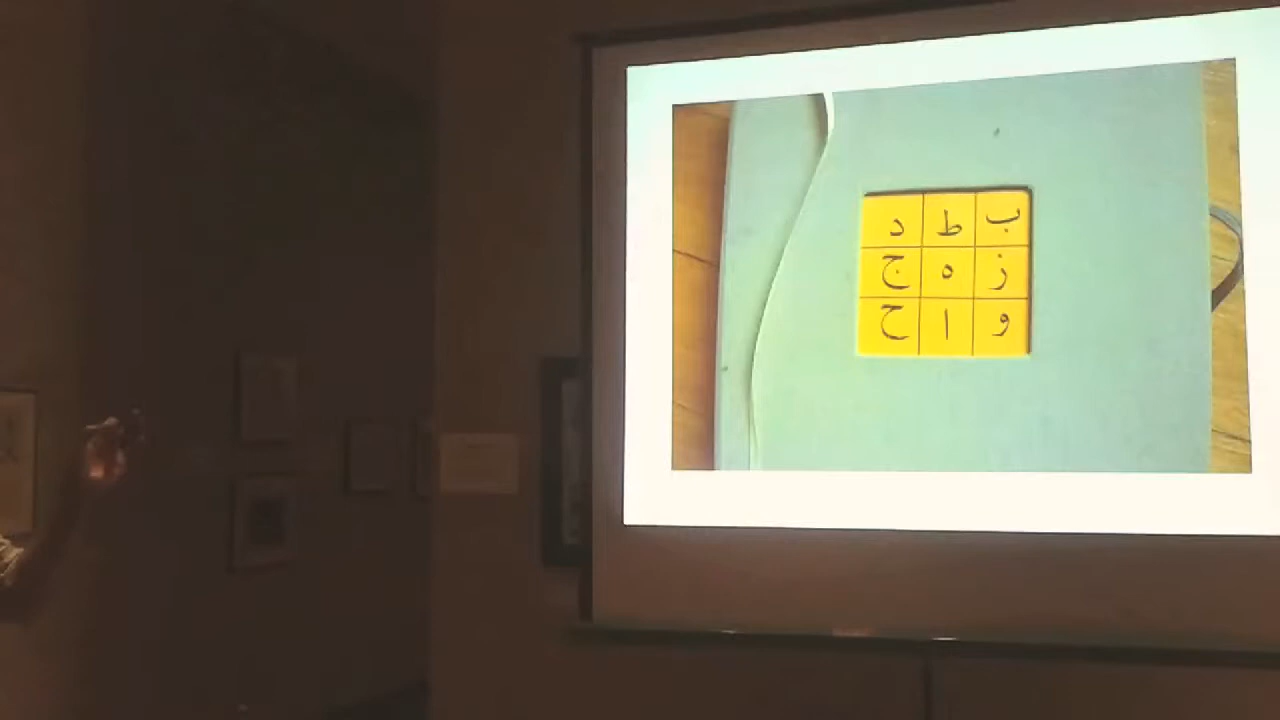 ب ط د
ز ه ج
و ا ح